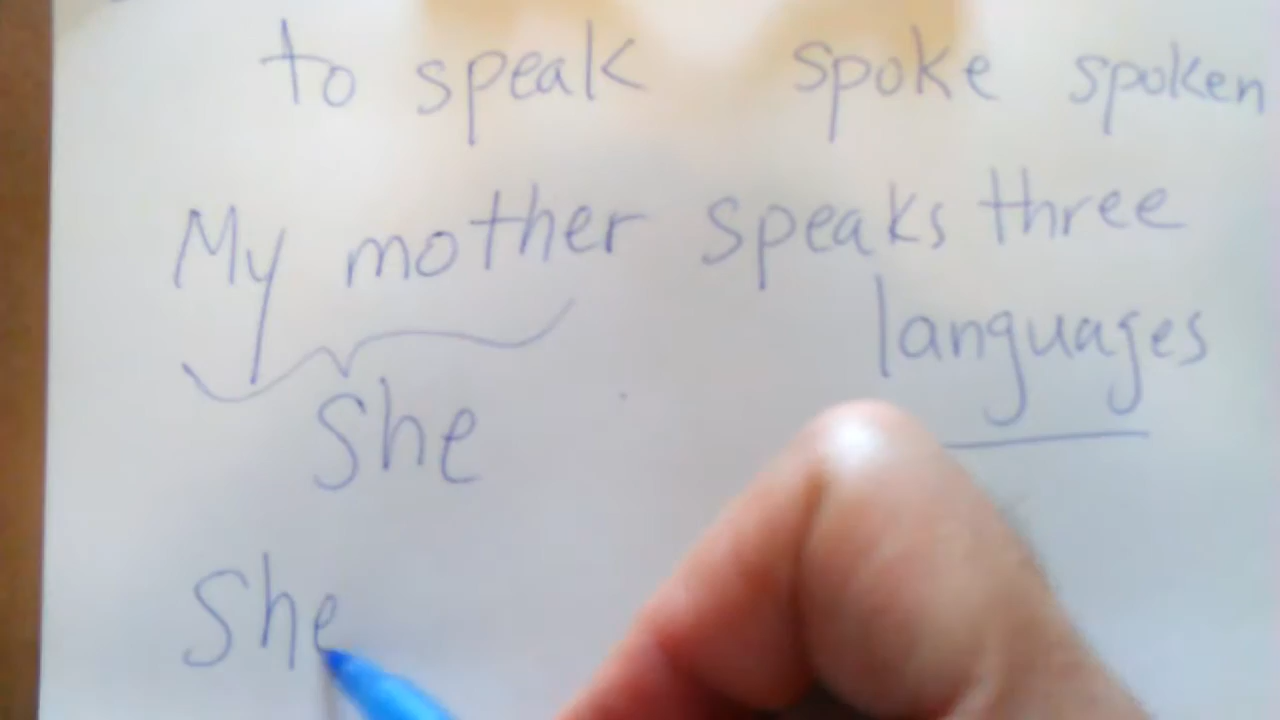 to speak spoke spoken
My mother speaks three
languages
She
She